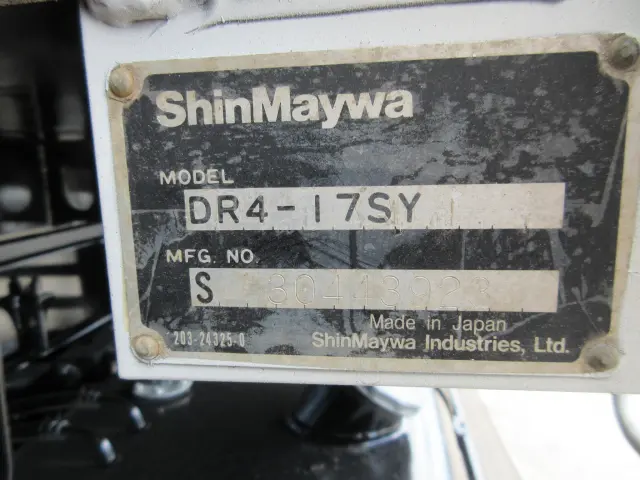 ShinMaywa
MODEL
DR4-17SY
MFG. NO.
S
Made in Japan
203-24325-0
ShinMaywa Industries, Ltd.